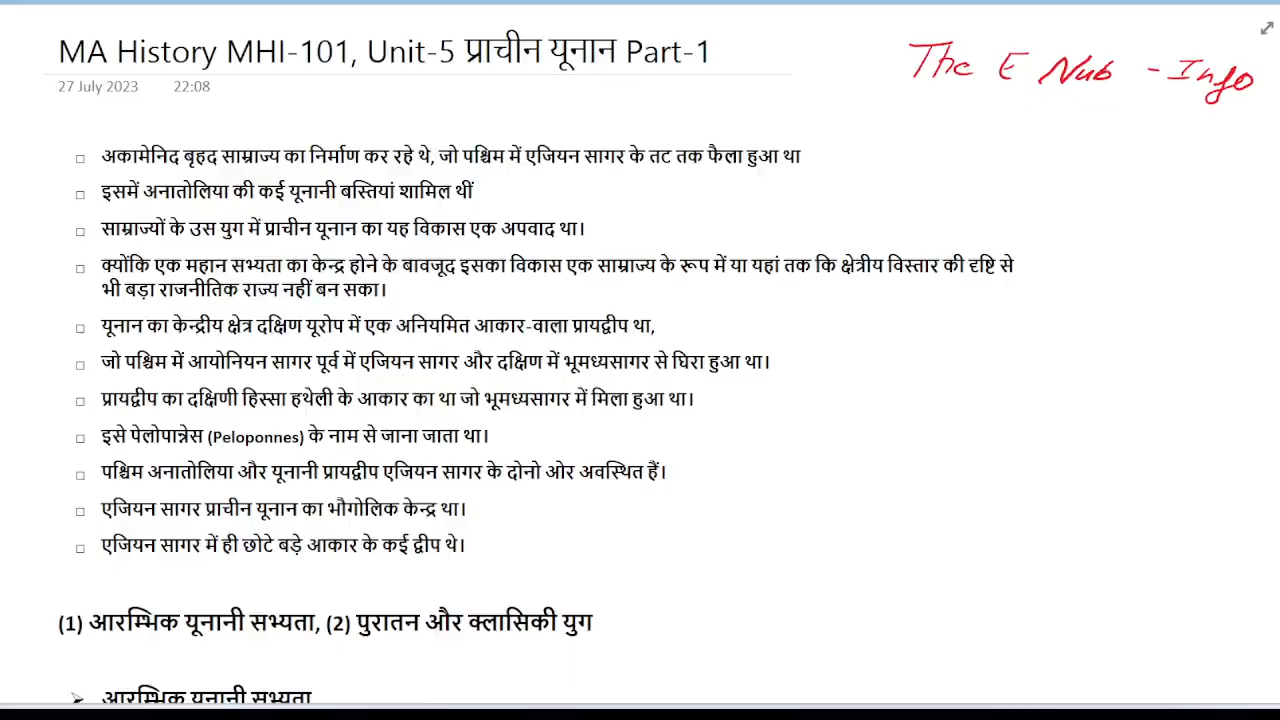 MA History MHI-101, Unit-5 प्राचीन यूनान Part-1
The E Nub - Info
27 July 2023 22:08
अकामेनिद बृहद साम्राज्य का निर्माण कर रहे थे, जो पश्चिम में एजियन सागर के तट तक फैला हुआ था
इसमें अनातोलिया की कई यूनानी बस्तियां शामिल थीं
साम्राज्यों के उस युग में प्राचीन यूनान का यह विकास एक अपवाद था।
क्योंकि एक महान सभ्यता का केन्द्र होने के बावजूद इसका विकास एक साम्राज्य के रूप में या यहां तक कि क्षेत्रीय विस्तार की दृष्टि से
भी बड़ा राजनीतिक राज्य नहीं बन सका।
यूनान का केन्द्रीय क्षेत्र दक्षिण यूरोप में एक अनियमित आकार-वाला प्रायद्वीप था,
जो पश्चिम में आयोनियन सागर पूर्व में एजियन सागर और दक्षिण में भूमध्यसागर से घिरा हुआ था।
प्रायद्वीप का दक्षिणी हिस्सा हथेली के आकार का था जो भूमध्यसागर में मिला हुआ था।
इसे पेलोपान्नेस (Peloponnes) के नाम से जाना जाता था।
पश्चिम अनातोलिया और यूनानी प्रायद्वीप एजियन सागर के दोनो ओर अवस्थित हैं।
एजियन सागर प्राचीन यूनान का भौगोलिक केन्द्र था।
एजियन सागर में ही छोटे बड़े आकार के कई द्वीप थे।
(1) आरम्भिक यूनानी सभ्यता, (2) पुरातन और क्लासिकी युग
आरम्भिक यूनानी सभ्यता